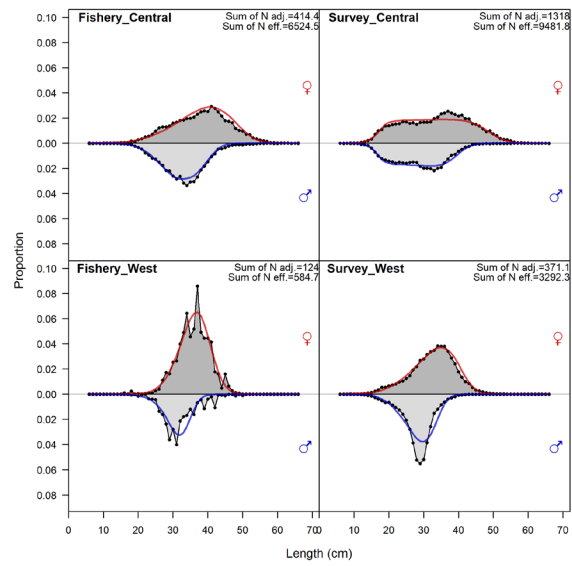 Fishery_Central
Sum of N adj.=414.4
Sum of N eff.=6524.5
Survey_Central
Sum of N adj.=1318
Sum of N eff.=9481.8
0.10
0.08
0.06
0.04
0.02
0.00
0.02
0.04
0.06
0.08
♀
♂
♀
♂
Fishery_West
Sum of N adj.=124
Sum of N eff.=584.7
Survey_West
Sum of N adj.=371.1
Sum of N eff.=3292.3
0.10
0.08
0.06
0.04
0.02
0.00
0.02
0.04
0.06
0.08
♀
♂
♀
♂
Proportion
0 10 20 30 40 50 60 70
0 10 20 30 40 50 60 70
Length (cm)